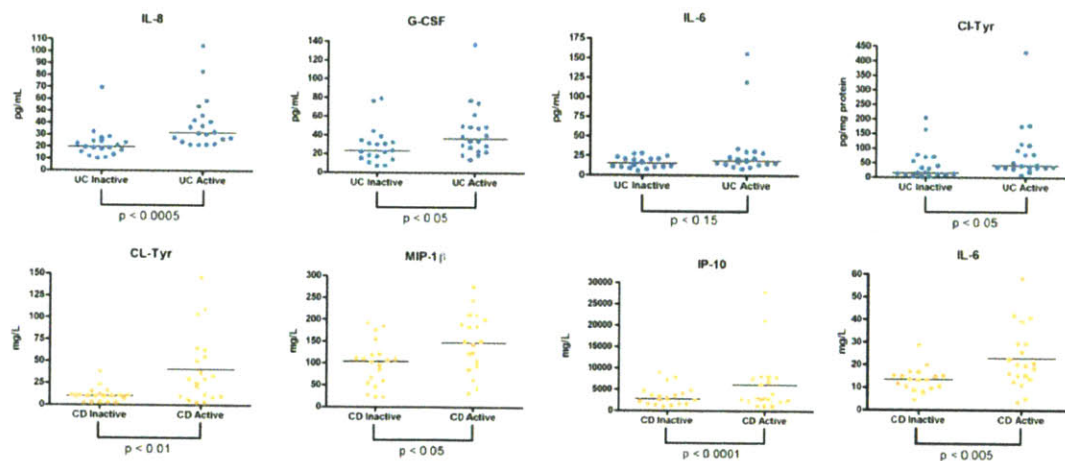 IL-8
pg/mL
110
100
90
80
70
60
50
40
30
20
10
0
UC Inactive UC Active
p < 0.0005
G-CSF
pg/mL
140
120
100
80
60
40
20
0
UC Inactive UC Active
p < 0 05
IL-6
pg/mL
175
150
125
100
75
50
25
0
UC Inactive UC Active
p < 0 15
Cl-Tyr
pg/mg protein
450
400
350
300
250
200
150
100
50
0
UC Inactive UC Active
p < 0 05
CL-Tyr
mg/L
150
125
100
75
50
25
0
CD Inactive CD Active
p < 0 01
MIP-1β
mg/L
300
250
200
150
100
50
0
CD Inactive CD Active
p < 0 05
IP-10
mg/L
30000
25000
20000
15000
10000
5000
0
CD Inactive CD Active
p < 0 0001
IL-6
mg/L
60
50
40
30
20
10
0
CD Inactive CD Active
p < 0 005